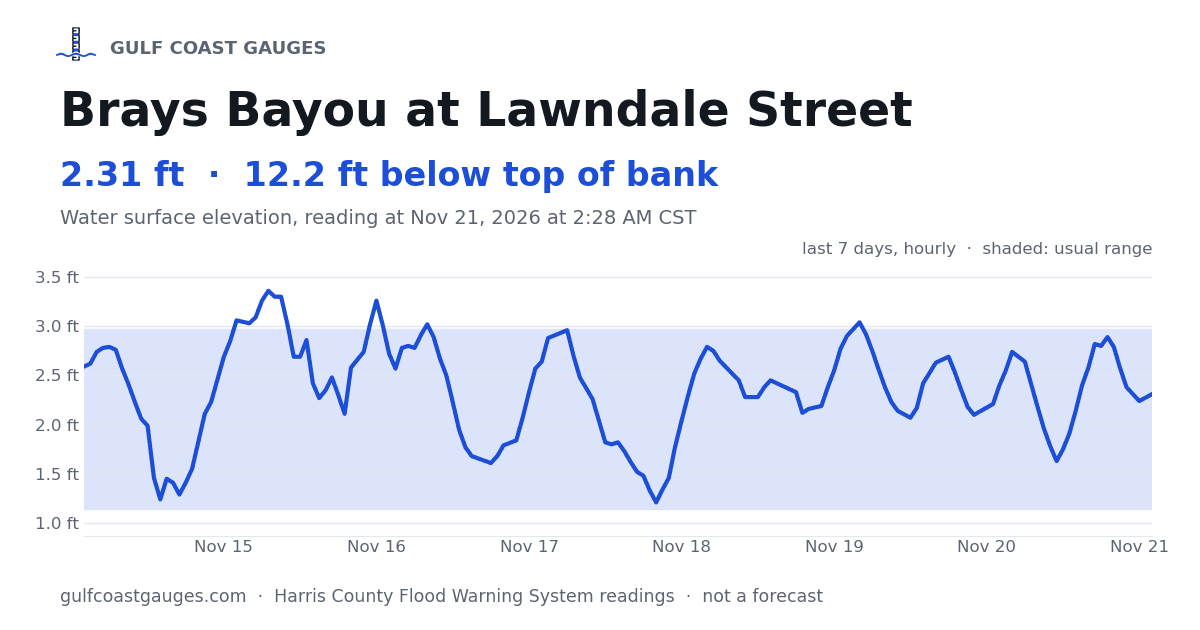 GULF COAST GAUGES
Brays Bayou at Lawndale Street
2.31 ft · 12.2 ft below top of bank
Water surface elevation, reading at Nov 21, 2026 at 2:28 AM CST
last 7 days, hourly · shaded: usual range
3.5 ft
3.0 ft
2.5 ft
2.0 ft
1.5 ft
1.0 ft
Nov 15 Nov 16 Nov 17 Nov 18 Nov 19 Nov 20 Nov 21
gulfcoastgauges.com · Harris County Flood Warning System readings · not a forecast